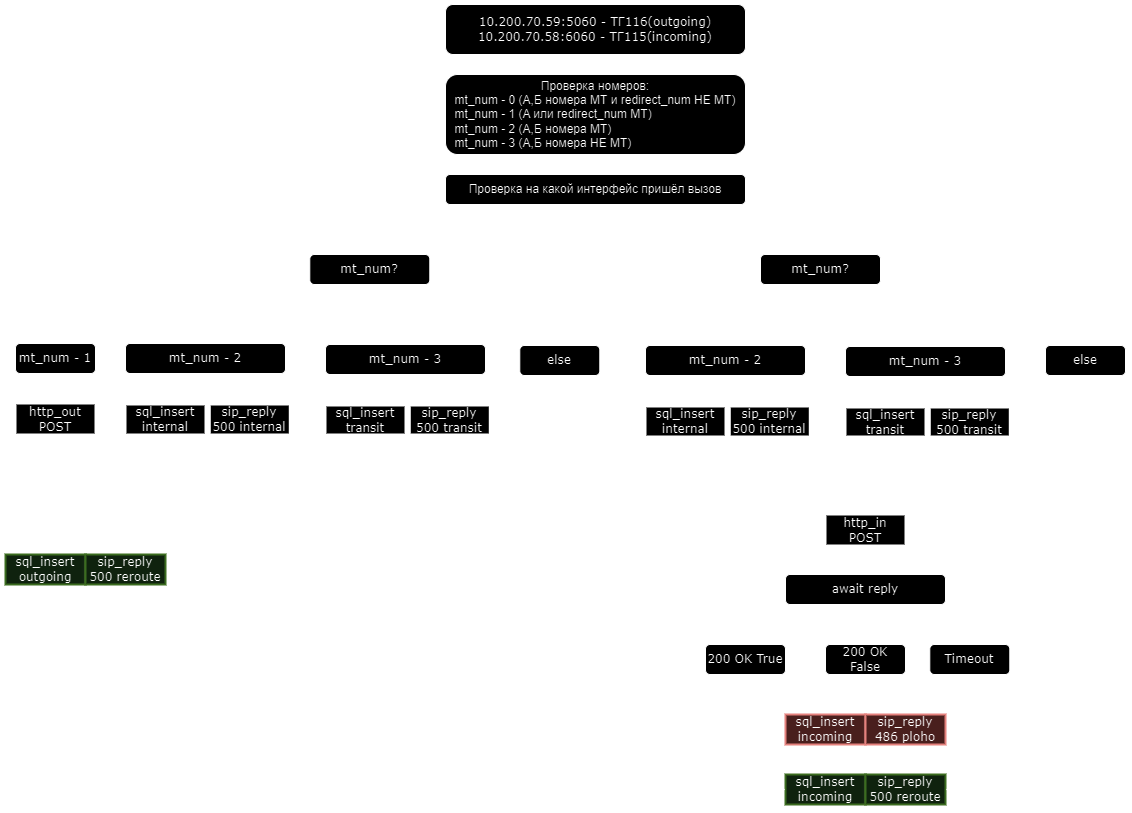 10.200.70.59:5060 - ТГ116(outgoing)
10.200.70.58:6060 - ТГ115(incoming)
Проверка номеров:
mt_num - 0 (А,Б номера МТ и redirect_num НЕ МТ)
mt_num - 1 (А или redirect_num МТ)
mt_num - 2 (А,Б номера МТ)
mt_num - 3 (А,Б номера НЕ МТ)
Проверка на какой интерфейс пришёл вызов
mt_num?
mt_num?
mt_num - 1
mt_num - 2
mt_num - 3
else
mt_num - 2
mt_num - 3
else
http_out
POST
sql_insert
internal
sip_reply
500 internal
sql_insert
transit
sip_reply
500 transit
sql_insert
internal
sip_reply
500 internal
sql_insert
transit
sip_reply
500 transit
http_in
POST
sql_insert
outgoing
sip_reply
500 reroute
await reply
200 OK True
200 OK
False
Timeout
sql_insert
incoming
sip_reply
486 ploho
sql_insert
incoming
sip_reply
500 reroute